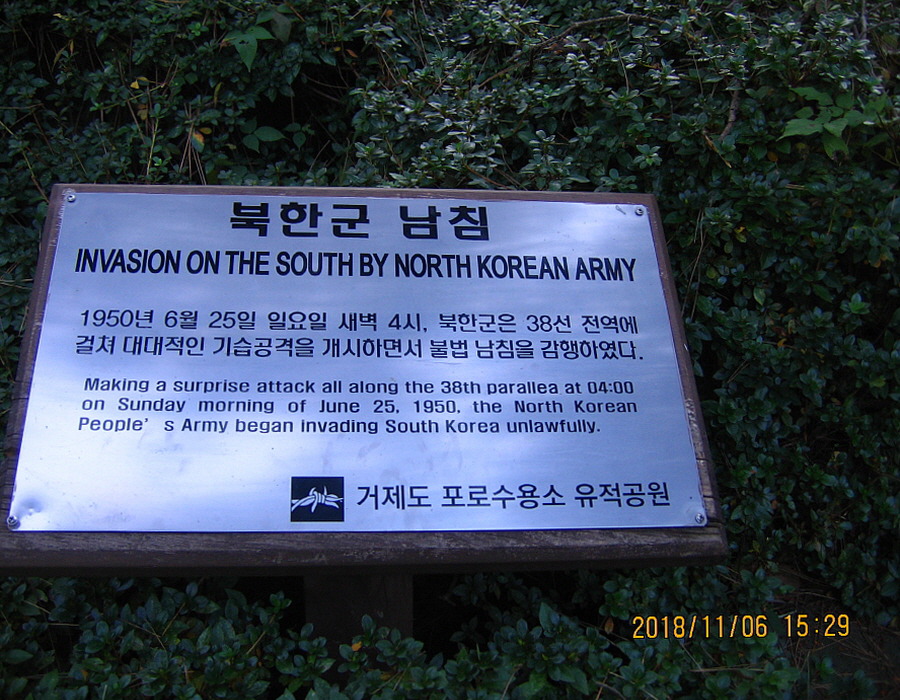 북한군 남침
INVASION ON THE SOUTH BY NORTH KOREAN ARMY
1950년 6월 25일 일요일 새벽 4시, 북한군은 38선 전역에
걸쳐 대대적인 기습공격을 개시하면서 불법 남침을 감행하였다.
Making a surprise attack all along the 38th parallea at 04:00
on Sunday morning of June 25, 1950, the North Korean
People's Army began invading South Korea unlawfully.
거제도 포로수용소 유적공원
2018/11/06 15:29